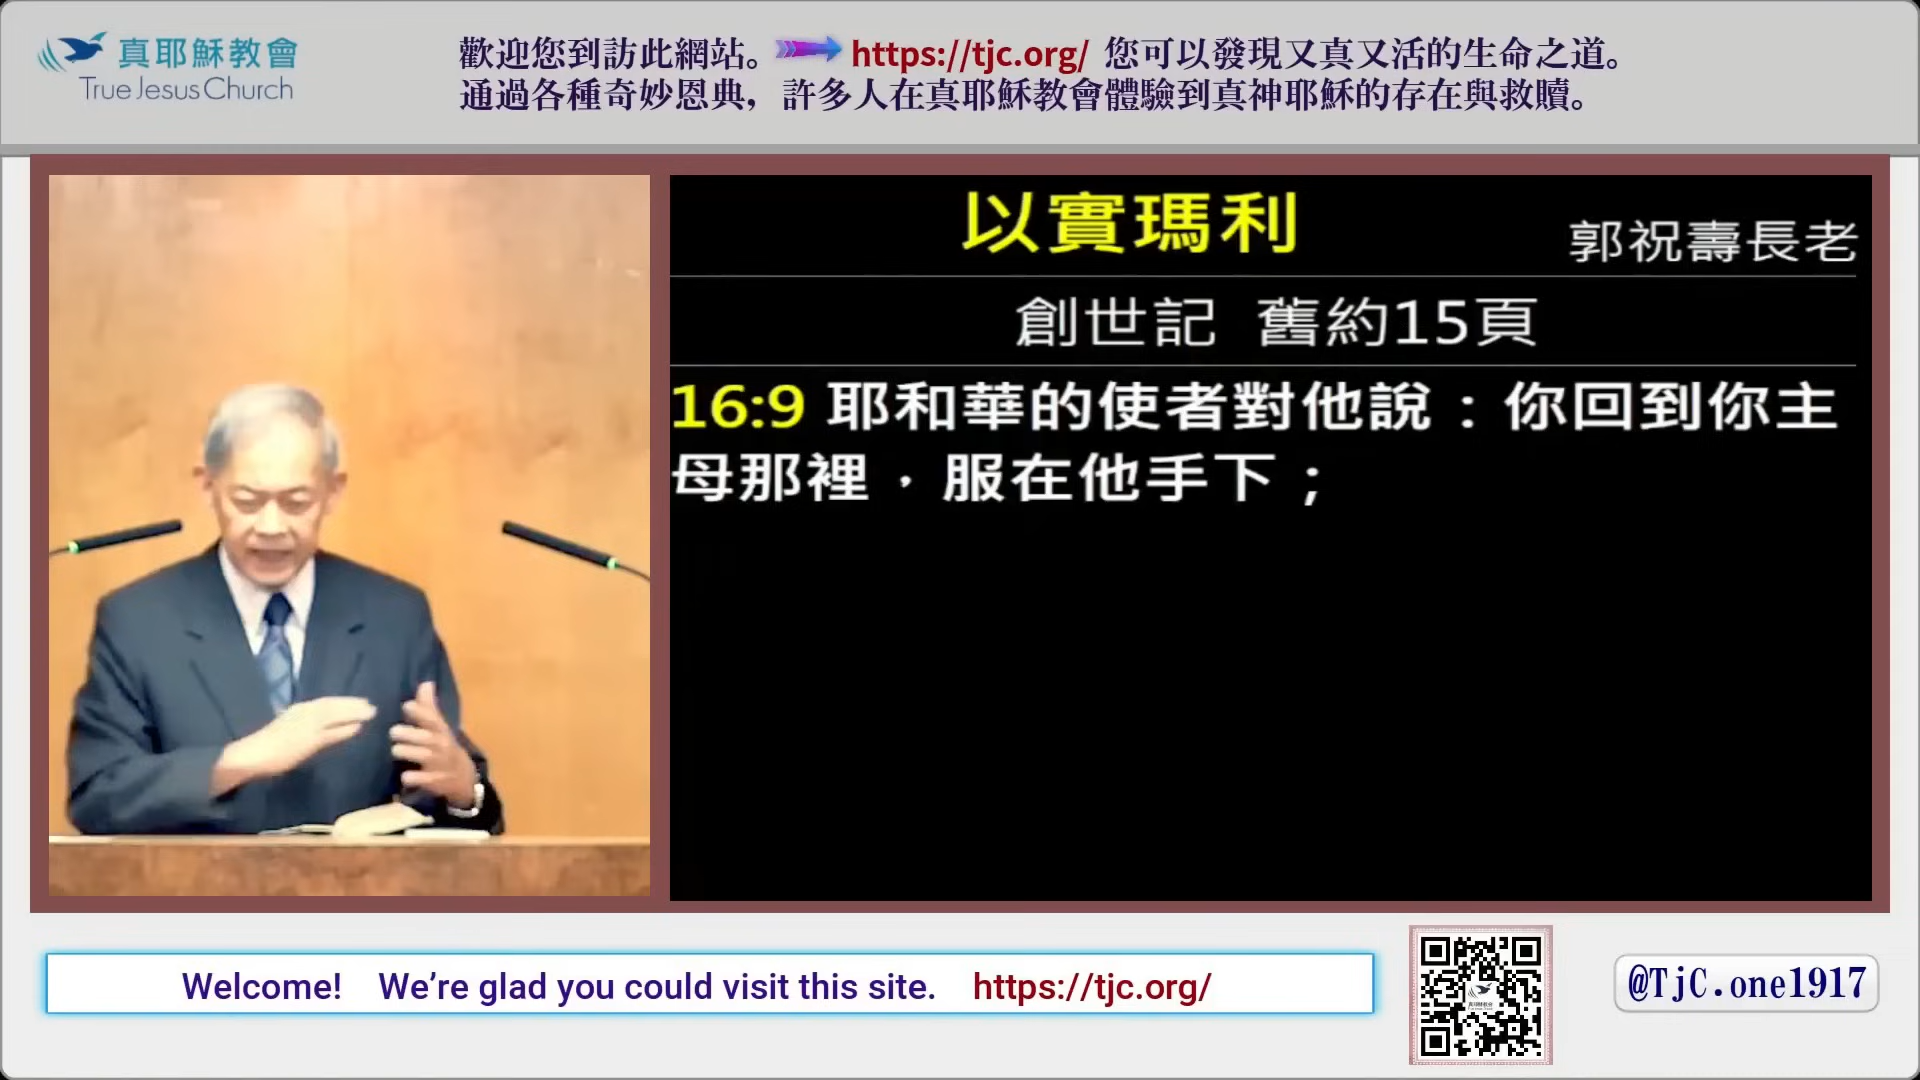 真耶穌教會
True Jesus Church
歡迎您到訪此網站。 https://tjc.org/ 您可以發現又真又活的生命之道。
通過各種奇妙恩典，許多人在真耶穌教會體驗到真神耶穌的存在與救贖。
以實瑪利
郭祝壽長老
創世記 舊約15頁
16:9 耶和華的使者對他說：你回到你主
母那裡，服在他手下；
Welcome! We’re glad you could visit this site. https://tjc.org/
@TjC.one1917